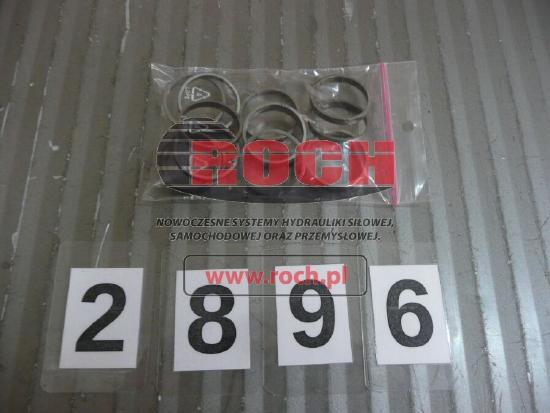 ROCH
NOWOCZESNE SYSTEMY HYDRAULIKI SIŁOWEJ,
SAMOCHODOWEJ ORAZ PRZEMYSŁOWEJ.
www.roch.pl
2 8 9 6